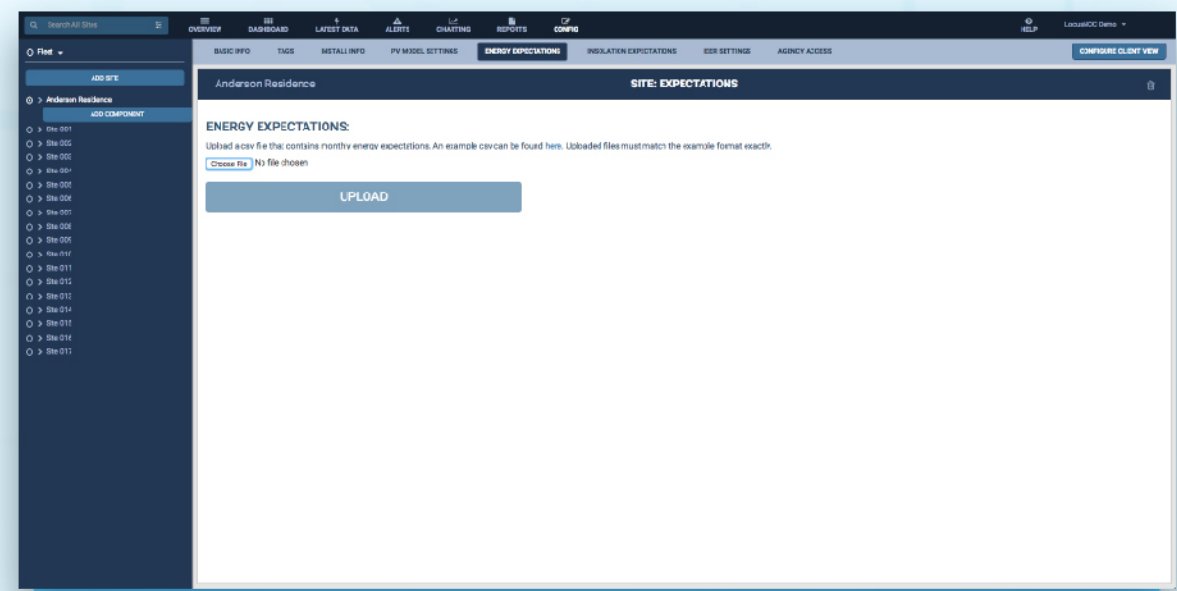 Search All Sites
OVERVIEW DASHBOARD LATEST DATA ALERTS CHARTING REPORTS CONFIG HELP LocusNOC Demo
Fleet
BASIC INFO TAGS INSTALL INFO PV MODEL SETTINGS ENERGY EXPECTATIONS INSOLATION EXPECTATIONS IEER SETTINGS AGENCY ACCESS CONFIGURE CLIENT VIEW
ADD SITE
Anderson Residence SITE: EXPECTATIONS
> Anderson Residence
ADD COMPONENT
ENERGY EXPECTATIONS:
Upload a csv file that contains monthly energy expectations. An example csv can be found here. Uploaded files must match the example format exactly.
Choose File No file chosen
UPLOAD
> Site 001
> Site 002
> Site 003
> Site 004
> Site 005
> Site 006
> Site 007
> Site 008
> Site 009
> Site 010
> Site 011
> Site 012
> Site 013
> Site 014
> Site 015
> Site 016
> Site 017